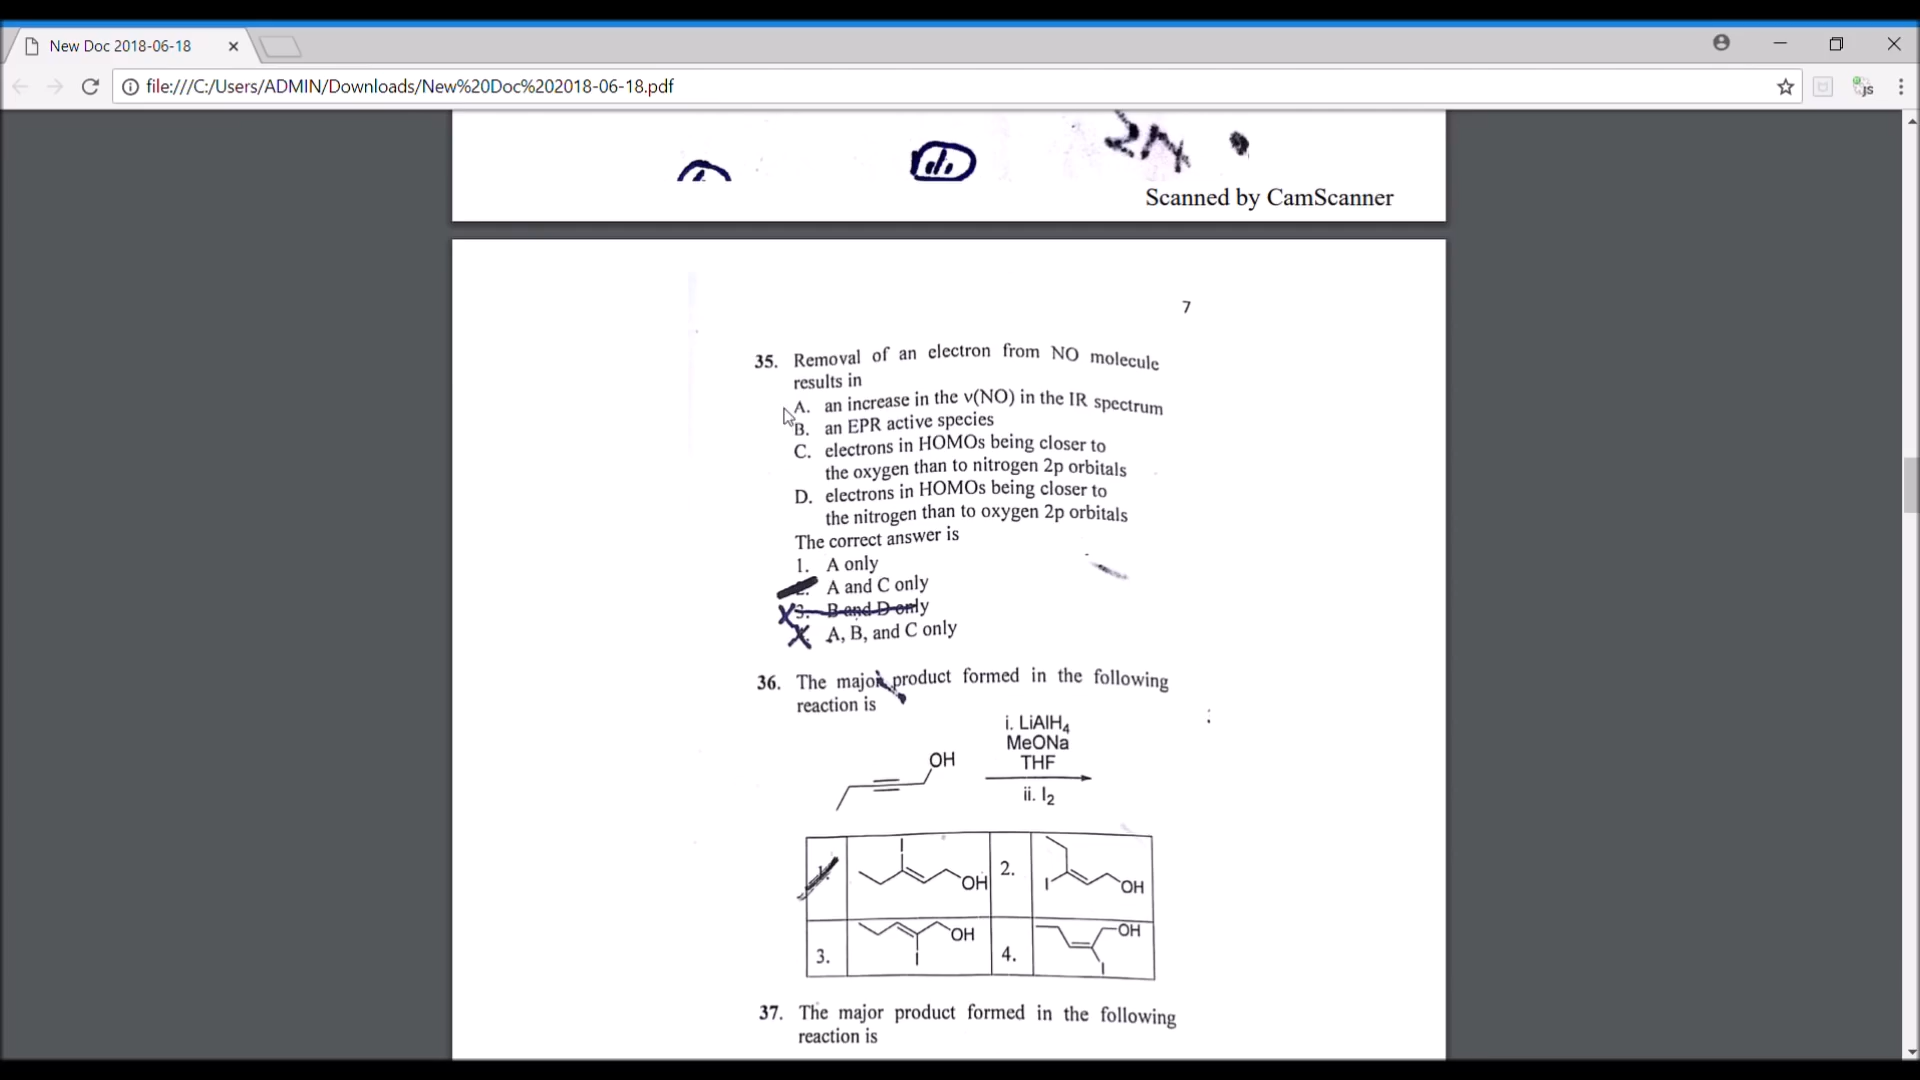 New Doc 2018-06-18
file:///C:/Users/ADMIN/Downloads/New%20Doc%202018-06-18.pdf
JS
Scanned by CamScanner
7
35. Removal of an electron from NO molecule
results in
A. an increase in the ν(NO) in the IR spectrum
B. an EPR active species
C. electrons in HOMOs being closer to
the oxygen than to nitrogen 2p orbitals
D. electrons in HOMOs being closer to
the nitrogen than to oxygen 2p orbitals
The correct answer is
1. A only
2. A and C only
3. B and D only
A, B, and C only
36. The major product formed in the following
reaction is
i. LiAlH4
MeONa
THF
ii. I2
OH
I
OH
2.
I
OH
3.
OH
I
4.
OH
I
37. The major product formed in the following
reaction is